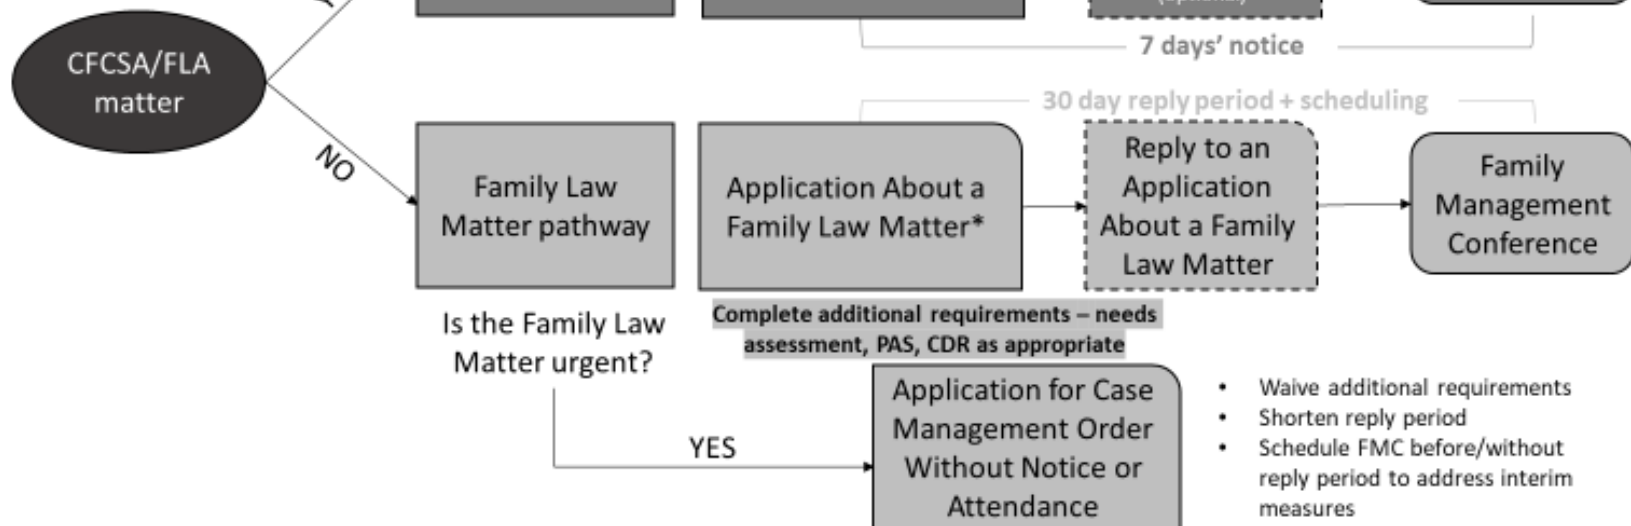 7 days' notice
CFCSA/FLA
matter
30 day reply period + scheduling
NO
Family Law
Matter pathway
Application About a
Family Law Matter*
Reply to an
Application
About a Family
Law Matter
Family
Management
Conference
Complete additional requirements – needs
assessment, PAS, CDR as appropriate
Is the Family Law
Matter urgent?
YES
Application for Case
Management Order
Without Notice or
Attendance
• Waive additional requirements
• Shorten reply period
• Schedule FMC before/without
reply period to address interim
measures